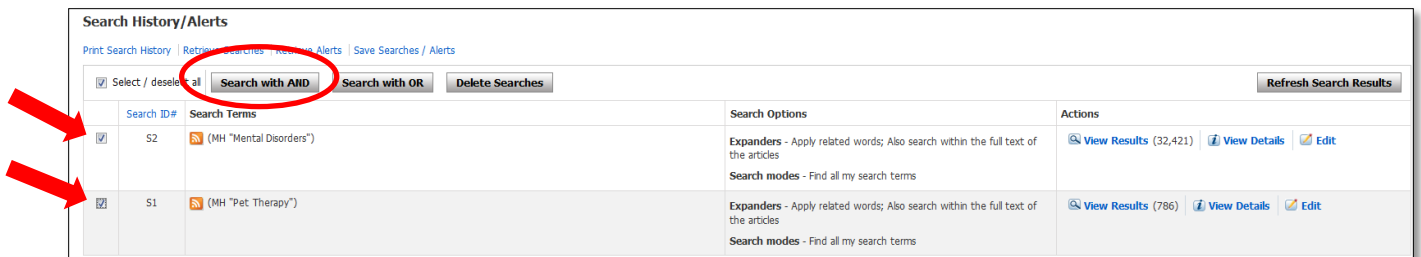 Search History/Alerts
Print Search History | Retrieve Searches | Retrieve Alerts | Save Searches / Alerts
Select / deselect all Search with AND Search with OR Delete Searches Refresh Search Results
Search ID# Search Terms Search Options Actions
S2 (MH "Mental Disorders") Expanders - Apply related words; Also search within the full text of View Results (32,421) View Details Edit
the articles
Search modes - Find all my search terms
S1 (MH "Pet Therapy") Expanders - Apply related words; Also search within the full text of View Results (786) View Details Edit
the articles
Search modes - Find all my search terms